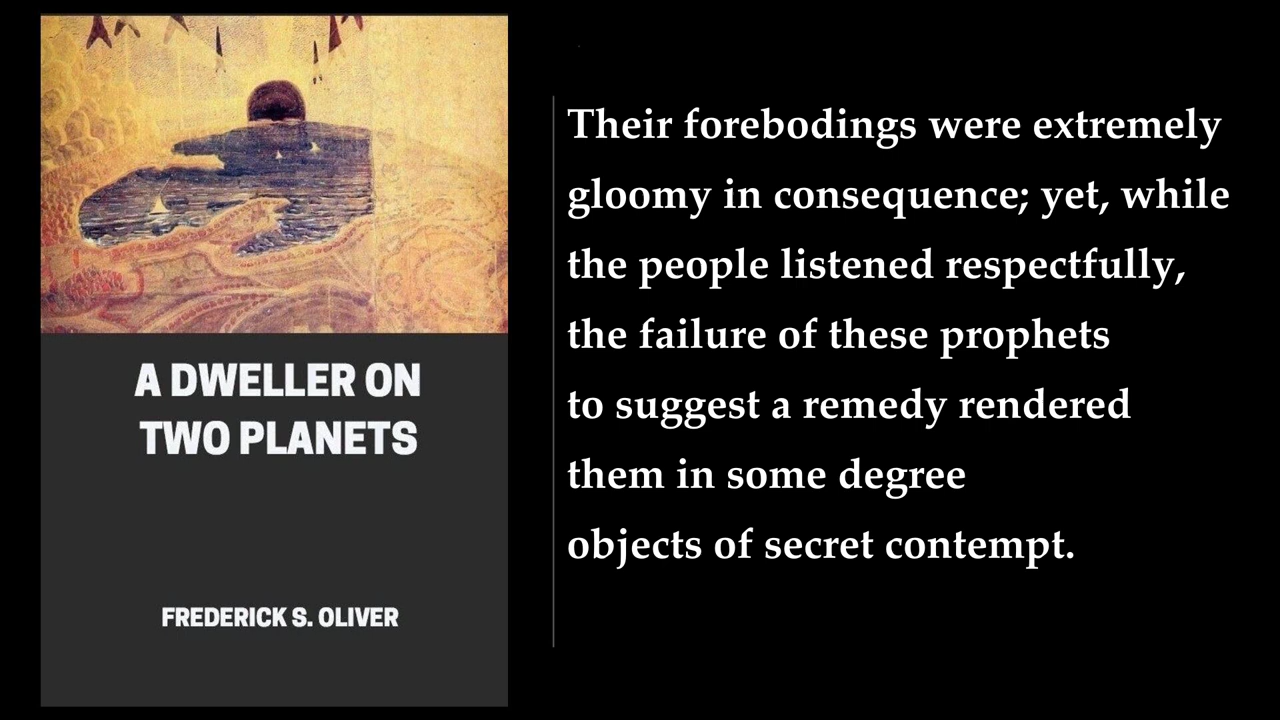 A DWELLER ON
TWO PLANETS
FREDERICK S. OLIVER
Their forebodings were extremely
gloomy in consequence; yet, while
the people listened respectfully,
the failure of these prophets
to suggest a remedy rendered
them in some degree
objects of secret contempt.